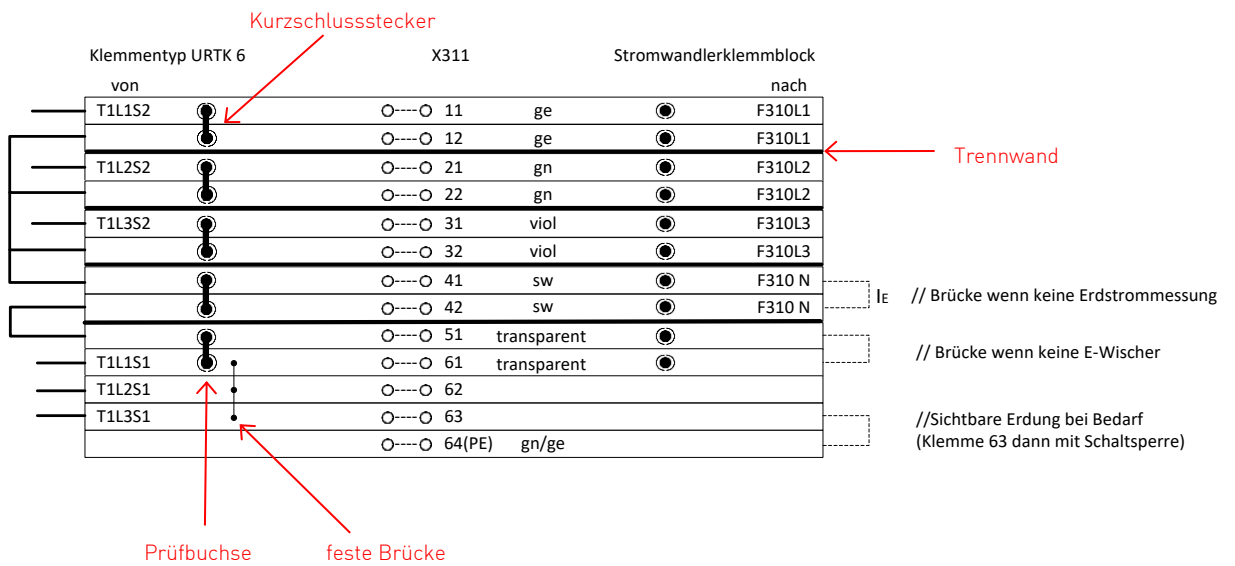 Kurzschlussstecker
Klemmentyp URTK 6 X311 Stromwandlerklemmblock
von nach
T1L1S2 11 ge F310L1
12 ge F310L1
Trennwand
T1L2S2 21 gn F310L2
22 gn F310L2
T1L3S2 31 viol F310L3
32 viol F310L3
41 sw F310 N
IE // Brücke wenn keine Erdstrommessung
42 sw F310 N
51 transparent
// Brücke wenn keine E-Wischer
T1L1S1 61 transparent
T1L2S1 62
T1L3S1 63
//Sichtbare Erdung bei Bedarf
(Klemme 63 dann mit Schaltsperre)
64(PE) gn/ge
Prüfbuchse feste Brücke